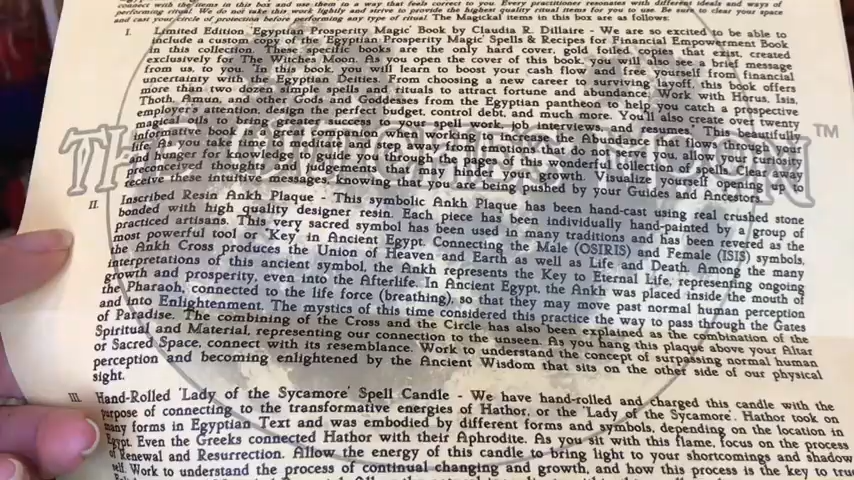 connect with the items in this box and use them in a way that feels correct to you. Every practitioner resonates with different ideals and ways of
performing ritual. We do not take this work lightly and strive to provide the highest quality ritual items for you to use. Be sure to clear your space
and cast your circle of protection before performing any type of ritual. The Magickal items in this box are as follows:
I. Limited Edition 'Egyptian Prosperity Magic' Book by Claudia R. Dillaire - We are so excited to be able to
include a custom copy of the 'Egyptian Prosperity Magic' Spells & Recipes for Financial Empowerment Book
in this collection. These specific books are the only hard cover, gold foiled copies that exist, created
exclusively for The Witches Moon. As you open the cover of this book, you will also see a brief message
from us, to you. In this book, you will learn to boost your cash flow and free yourself from financial
uncertainty with the Egyptian Deities. From choosing a new career to surviving layoff, this book offers
more than two dozen simple spells and rituals to attract fortune and abundance. Work with Horus, Isis,
Thoth, Amun, and other Gods and Goddesses from the Egyptian pantheon to help you catch a prospective
employer's attention, design the perfect budget, control debt, and much more. You'll also create over twenty
magical oils to bring greater success to your spell work, job interviews, and resumes. This beautifully
informative book is a great companion when working to increase the Abundance that flows through your
life. As you take time to meditate and step away from emotions that do not serve you, allow your curiosity
and hunger for knowledge to guide you through the pages of this wonderful collection of spells. Clear away
preconceived thoughts and judgements that may hinder your growth. Visualize yourself opening up to
receive these intuitive messages, knowing that you are being pushed by your Guides and Ancestors.
THE WITCHES MOON™
II. Inscribed Resin Ankh Plaque - This symbolic Ankh Plaque has been hand-cast using real crushed stone
bonded with high quality designer resin. Each piece has been individually hand-painted by a group of
practiced artisans. This very sacred symbol has been used in many traditions and has been revered as the
most powerful tool or "Key" in Ancient Egypt. Connecting the Male (OSIRIS) and Female (ISIS) symbols,
the Ankh Cross produces the Union of Heaven and Earth as well as Life and Death. Among the many
interpretations of this ancient symbol, the Ankh represents the Key to Eternal Life, representing ongoing
growth and prosperity, even into the Afterlife. In Ancient Egypt, the Ankh was placed inside the mouth of
the Pharaoh, connected to the life force (breathing), so that they may move past normal human perception
and into Enlightenment. The mystics of this time considered this practice the way to pass through the Gates
of Paradise. The combining of the Cross and the Circle has also been explained as the combination of the
Spiritual and Material, representing our connection to the unseen. As you hang this plaque above your Altar
or Sacred Space, connect with its resemblance. Work to understand the concept of surpassing normal human
perception and becoming enlightened by the Ancient Wisdom that sits on the other side of our physical
sight.
III. Hand-Rolled 'Lady of the Sycamore' Spell Candle - We have hand-rolled and charged this candle with the
purpose of connecting to the transformative energies of Hathor, or the 'Lady of the Sycamore'. Hathor took on
many forms in Egyptian Text and was embodied by different forms and symbols, depending on the location in
Egypt. Even the Greeks connected Hathor with their Aphrodite. As you sit with this flame, focus on the process
of Renewal and Resurrection. Allow the energy of this candle to bring light to your shortcomings and shadow
self. Work to understand the process of continual changing and growth, and how this process is the key to true